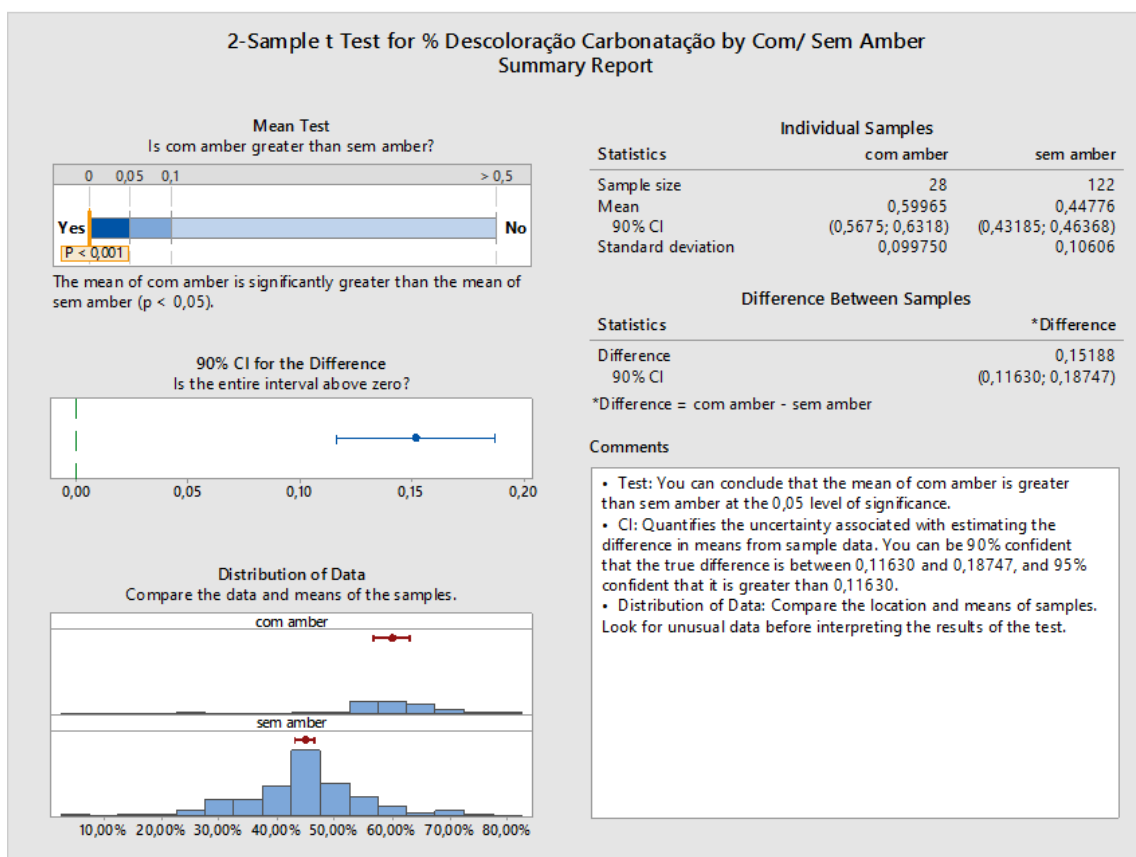 2-Sample t Test for % Descoloração Carbonatação by Com/ Sem Amber
Summary Report
Mean Test
Is com amber greater than sem amber?
0 0,05 0,1 > 0,5
Yes No
P < 0,001
The mean of com amber is significantly greater than the mean of
sem amber (p < 0,05).
90% CI for the Difference
Is the entire interval above zero?
0,00 0,05 0,10 0,15 0,20
Distribution of Data
Compare the data and means of the samples.
com amber
sem amber
10,00% 20,00% 30,00% 40,00% 50,00% 60,00% 70,00% 80,00%
Individual Samples
Statistics com amber sem amber
Sample size 28 122
Mean 0,59965 0,44776
90% CI (0,5675; 0,6318) (0,43185; 0,46368)
Standard deviation 0,099750 0,10606
Difference Between Samples
Statistics *Difference
Difference 0,15188
90% CI (0,11630; 0,18747)
*Difference = com amber - sem amber
Comments
• Test: You can conclude that the mean of com amber is greater
than sem amber at the 0,05 level of significance.
• CI: Quantifies the uncertainty associated with estimating the
difference in means from sample data. You can be 90% confident
that the true difference is between 0,11630 and 0,18747, and 95%
confident that it is greater than 0,11630.
• Distribution of Data: Compare the location and means of samples.
Look for unusual data before interpreting the results of the test.